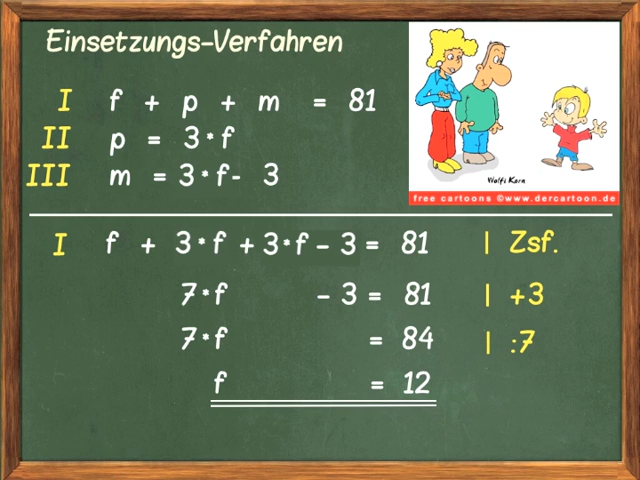 Einsetzungs-Verfahren
I f + p + m = 81
II p = 3*f
III m = 3*f- 3
Wolfi Korn
free cartoons ©www.dercartoon.de
I f + 3*f + 3*f - 3 = 81 | Zsf.
7*f - 3 = 81 | +3
7*f = 84 | :7
f = 12